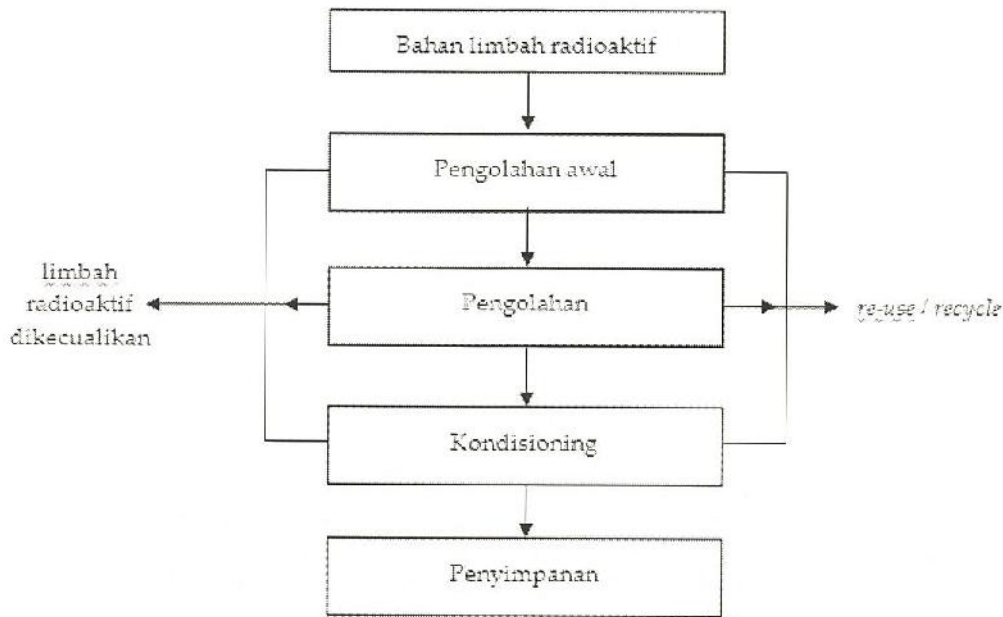 Bahan limbah radioaktif
Pengolahan awal
limbah
radioaktif
dikecualikan
Pengolahan
re-use / recycle
Kondisioning
Penyimpanan